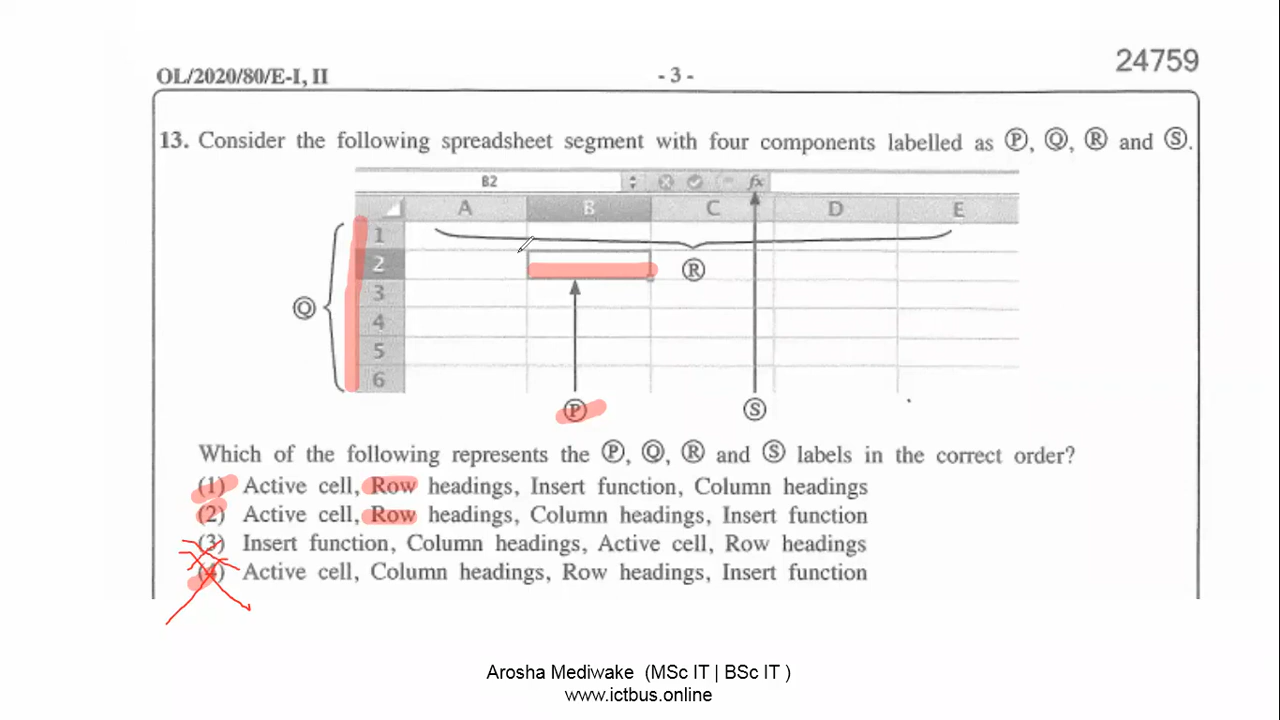 24759
OL/2020/80/E-I, II - 3 -
13. Consider the following spreadsheet segment with four components labelled as Ⓟ, Ⓠ, Ⓡ and Ⓢ.
B2 fx
A B C D E
1
2 Ⓡ
3
Ⓠ
4
5
6
Ⓟ Ⓢ
Which of the following represents the Ⓟ, Ⓠ, Ⓡ and Ⓢ labels in the correct order?
(1) Active cell, Row headings, Insert function, Column headings
(2) Active cell, Row headings, Column headings, Insert function
(3) Insert function, Column headings, Active cell, Row headings
(4) Active cell, Column headings, Row headings, Insert function
Arosha Mediwake (MSc IT | BSc IT )
www.ictbus.online